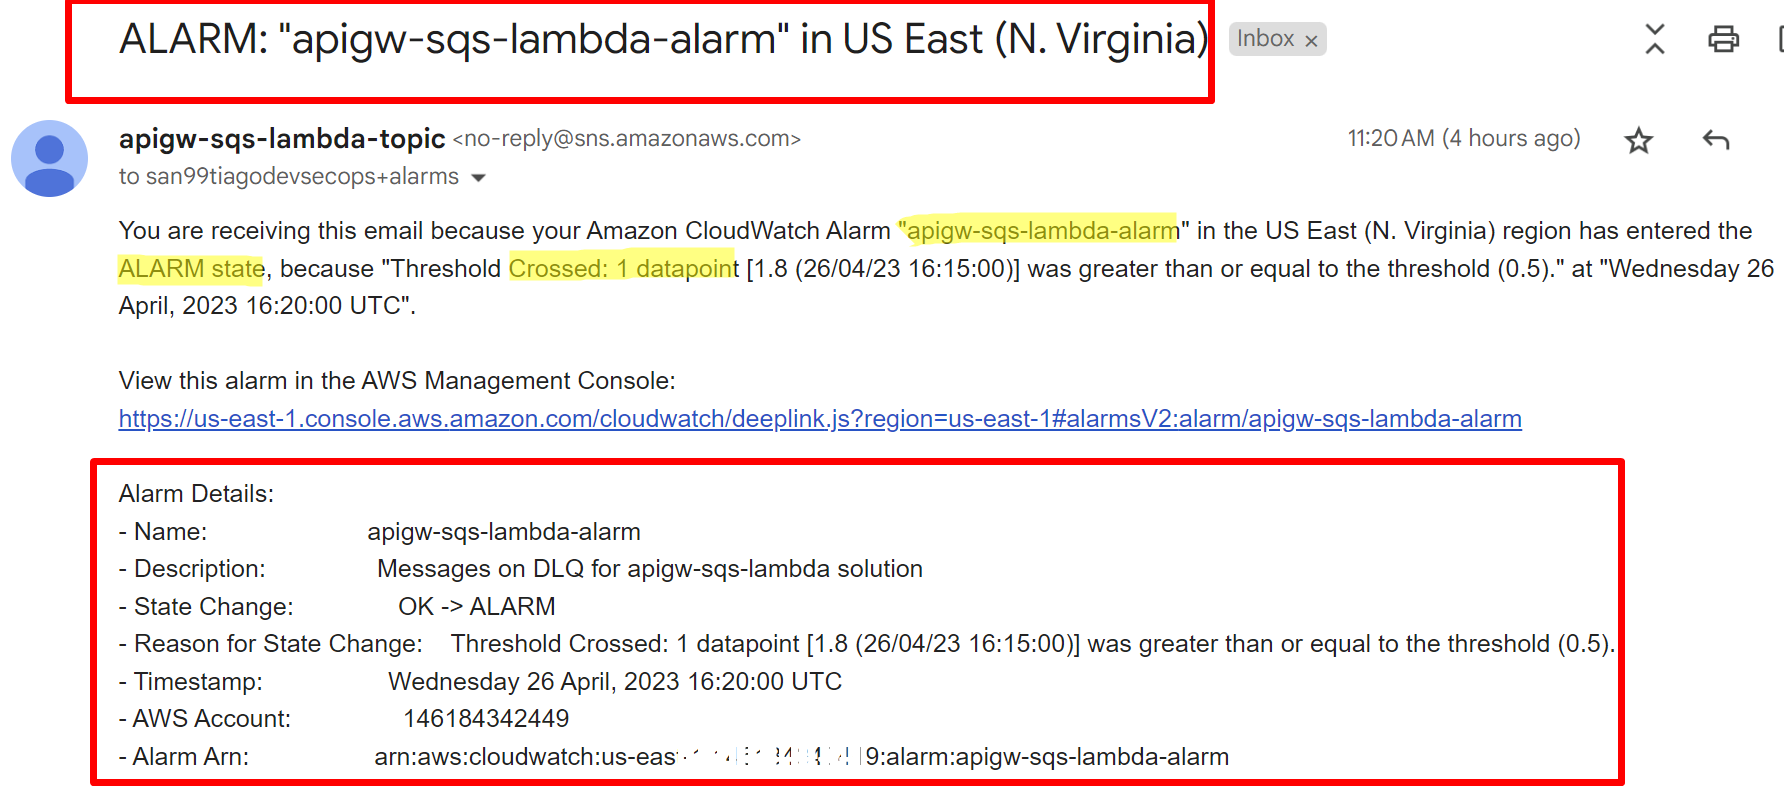 ALARM: "apigw-sqs-lambda-alarm" in US East (N. Virginia) Inbox ×
apigw-sqs-lambda-topic <no-reply@sns.amazonaws.com> 11:20 AM (4 hours ago)
to san99tiagodevsecops+alarms
You are receiving this email because your Amazon CloudWatch Alarm "apigw-sqs-lambda-alarm" in the US East (N. Virginia) region has entered the
ALARM state, because "Threshold Crossed: 1 datapoint [1.8 (26/04/23 16:15:00)] was greater than or equal to the threshold (0.5)." at "Wednesday 26
April, 2023 16:20:00 UTC".
View this alarm in the AWS Management Console:
https://us-east-1.console.aws.amazon.com/cloudwatch/deeplink.js?region=us-east-1#alarmsV2:alarm/apigw-sqs-lambda-alarm
Alarm Details:
- Name: apigw-sqs-lambda-alarm
- Description: Messages on DLQ for apigw-sqs-lambda solution
- State Change: OK -> ALARM
- Reason for State Change: Threshold Crossed: 1 datapoint [1.8 (26/04/23 16:15:00)] was greater than or equal to the threshold (0.5).
- Timestamp: Wednesday 26 April, 2023 16:20:00 UTC
- AWS Account: 146184342449
- Alarm Arn: arn:aws:cloudwatch:us-eas 9:alarm:apigw-sqs-lambda-alarm